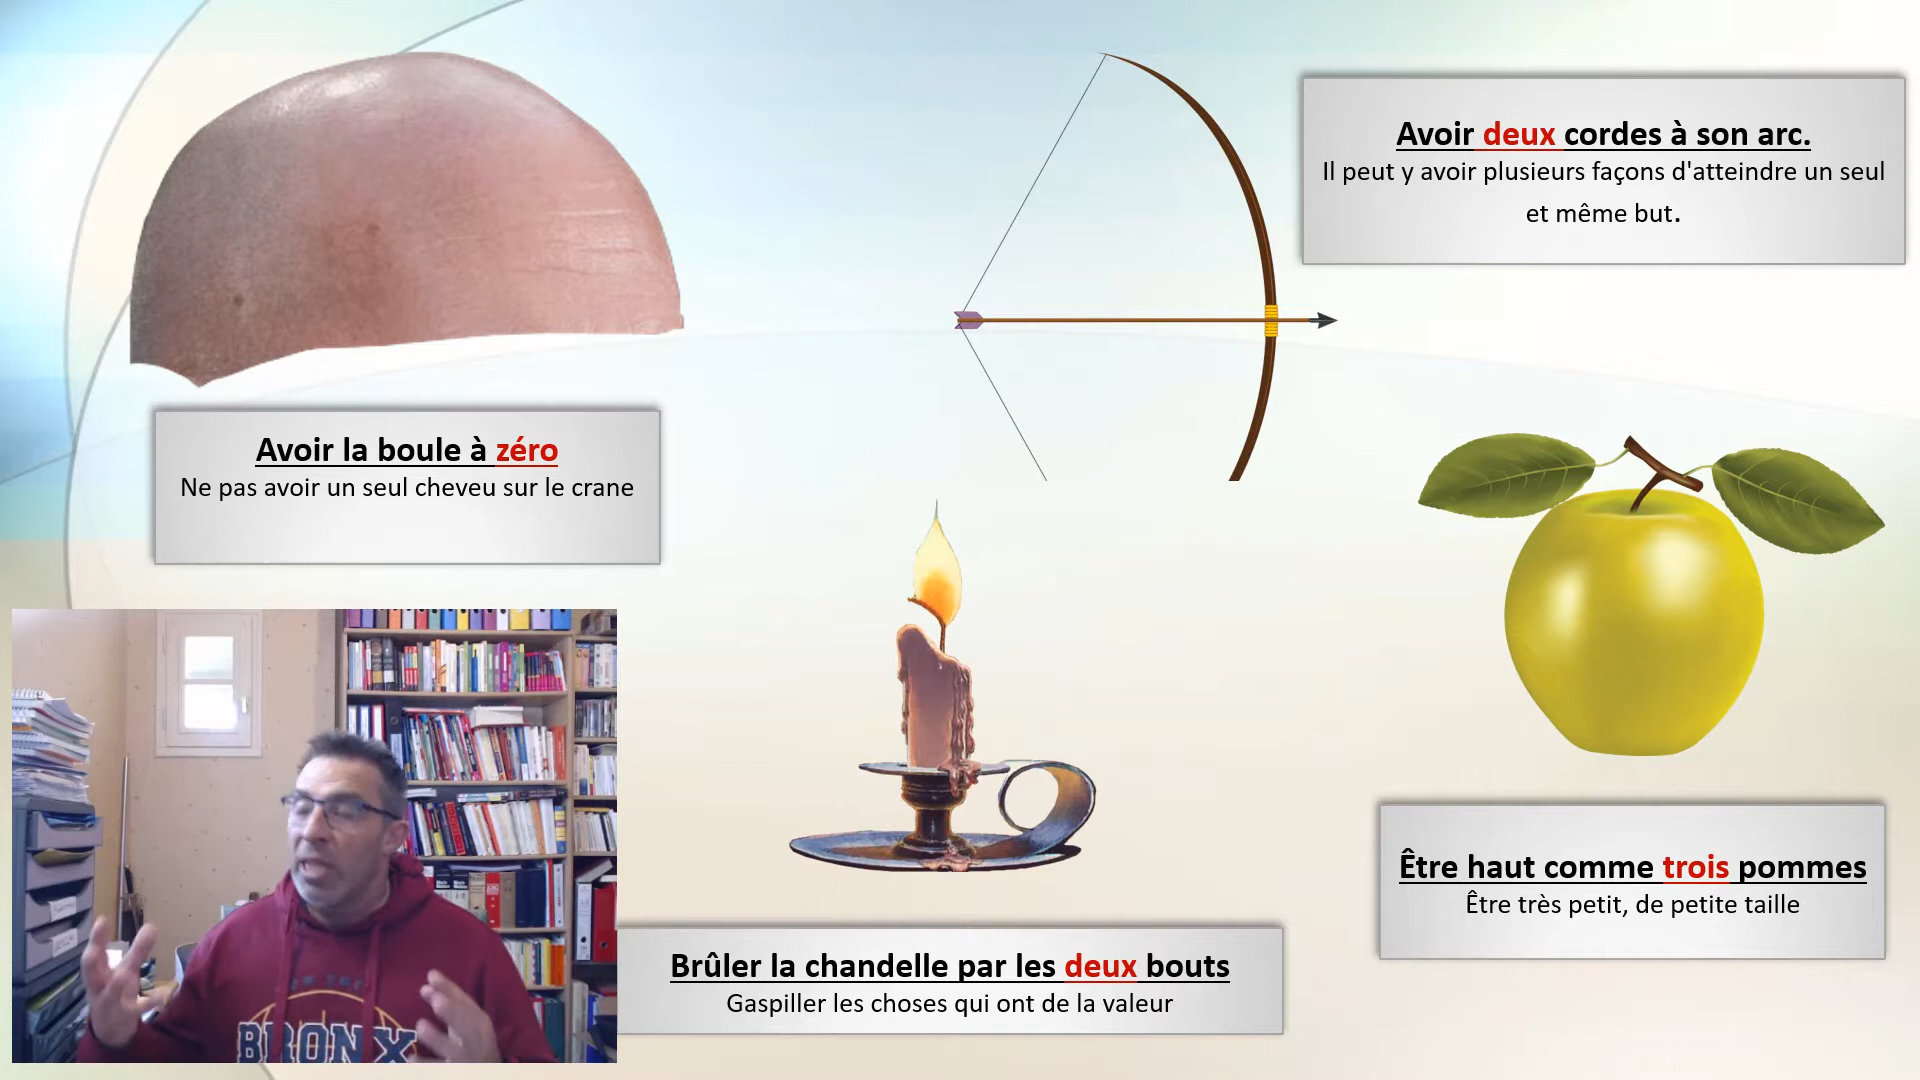 Avoir deux cordes à son arc.
Il peut y avoir plusieurs façons d'atteindre un seul
et même but.
Avoir la boule à zéro
Ne pas avoir un seul cheveu sur le crane
Être haut comme trois pommes
Être très petit, de petite taille
Brûler la chandelle par les deux bouts
Gaspiller les choses qui ont de la valeur
BRONX